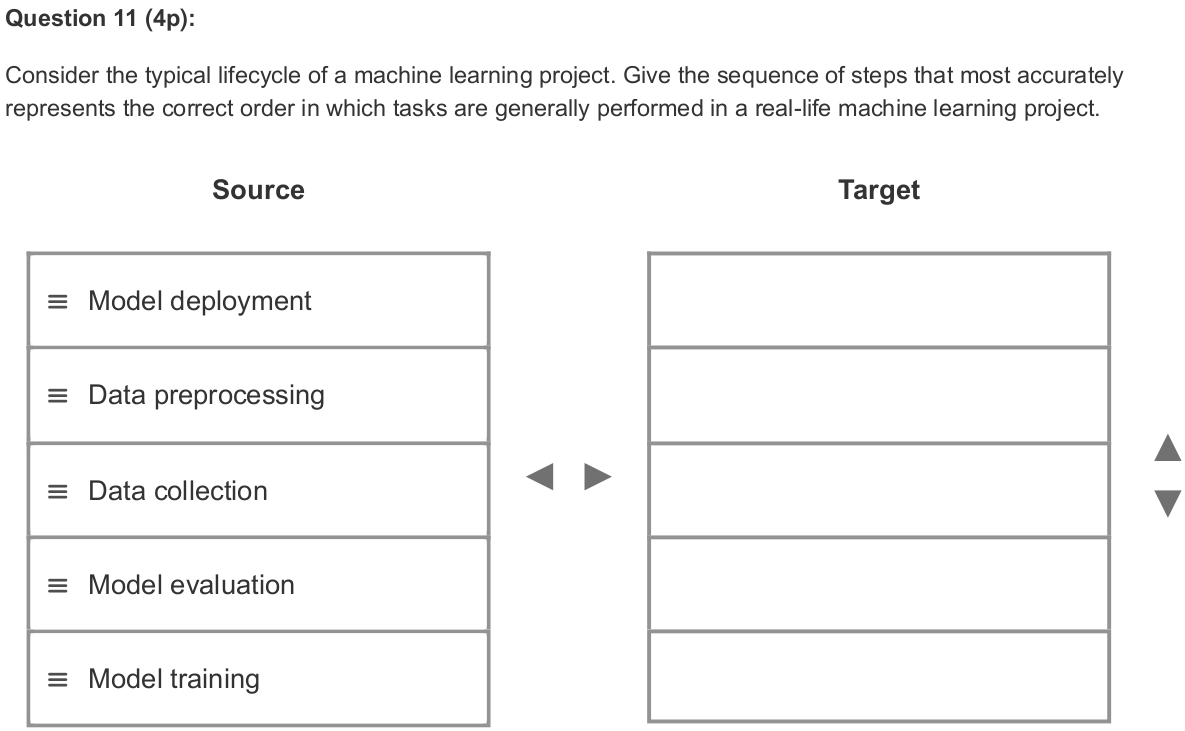 Question 11 (4p):
Consider the typical lifecycle of a machine learning project. Give the sequence of steps that most accurately
represents the correct order in which tasks are generally performed in a real-life machine learning project.
Source
Target
Model deployment
Data preprocessing
Data collection
Model evaluation
Model training